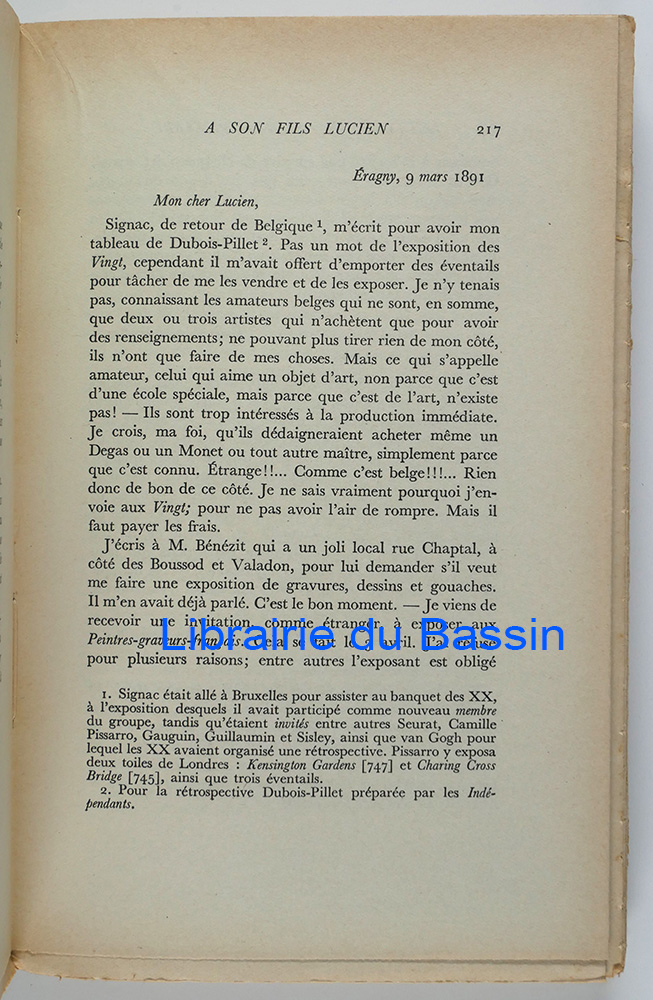 A SON FILS LUCIEN 217
Éragny, 9 mars 1891
Mon cher Lucien,
Signac, de retour de Belgique ¹, m'écrit pour avoir mon
tableau de Dubois-Pillet ². Pas un mot de l'exposition des
Vingt, cependant il m'avait offert d'emporter des éventails
pour tâcher de me les vendre et de les exposer. Je n'y tenais
pas, connaissant les amateurs belges qui ne sont, en somme,
que deux ou trois artistes qui n'achètent que pour avoir
des renseignements; ne pouvant plus tirer rien de mon côté,
ils n'ont que faire de mes choses. Mais ce qui s'appelle
amateur, celui qui aime un objet d'art, non parce que c'est
d'une école spéciale, mais parce que c'est de l'art, n'existe
pas! — Ils sont trop intéressés à la production immédiate.
Je crois, ma foi, qu'ils dédaigneraient acheter même un
Degas ou un Monet ou tout autre maître, simplement parce
que c'est connu. Étrange!!... Comme c'est belge!!!... Rien
donc de bon de ce côté. Je ne sais vraiment pourquoi j'en-
voie aux Vingt; pour ne pas avoir l'air de rompre. Mais il
faut payer les frais.
J'écris à M. Bénézit qui a un joli local rue Chaptal, à
côté des Boussod et Valadon, pour lui demander s'il veut
me faire une exposition de gravures, dessins et gouaches.
Il m'en avait déjà parlé. C'est le bon moment. — Je viens de
recevoir une invitation, comme étranger, à exposer aux
Librairie du Bassin
Peintres-graveurs-français. avril. J'ai refusé
pour plusieurs raisons; entre autres l'exposant est obligé
1. Signac était allé à Bruxelles pour assister au banquet des XX,
à l'exposition desquels il avait participé comme nouveau membre
du groupe, tandis qu'étaient invités entre autres Seurat, Camille
Pissarro, Gauguin, Guillaumin et Sisley, ainsi que van Gogh pour
lequel les XX avaient organisé une rétrospective. Pissarro y exposa
deux toiles de Londres : Kensington Gardens [747] et Charing Cross
Bridge [745], ainsi que trois éventails.
2. Pour la rétrospective Dubois-Pillet préparée par les Indé-
pendants.